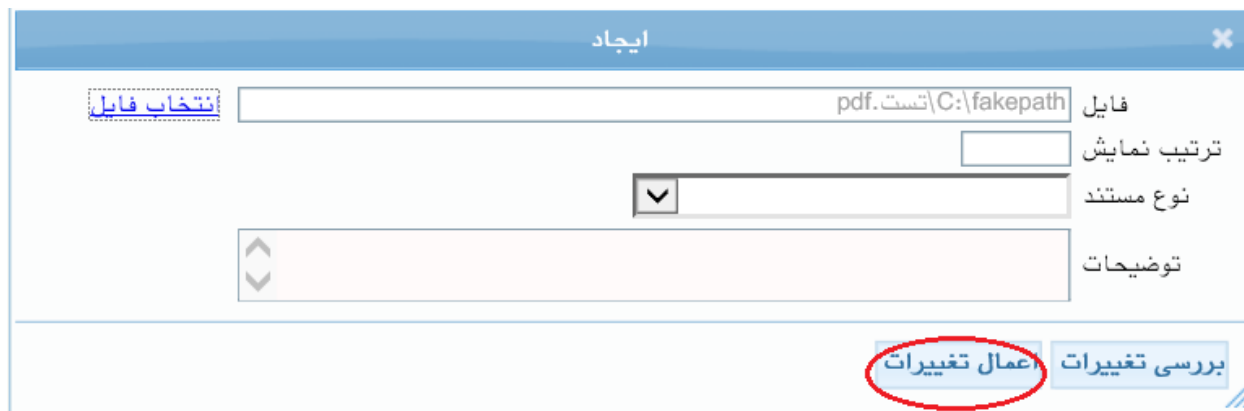 ایجاد
فایل C:\fakepath\تست.pdf انتخاب فایل
ترتیب نمایش
نوع مستند
توضیحات
بررسی تغییرات اعمال تغییرات